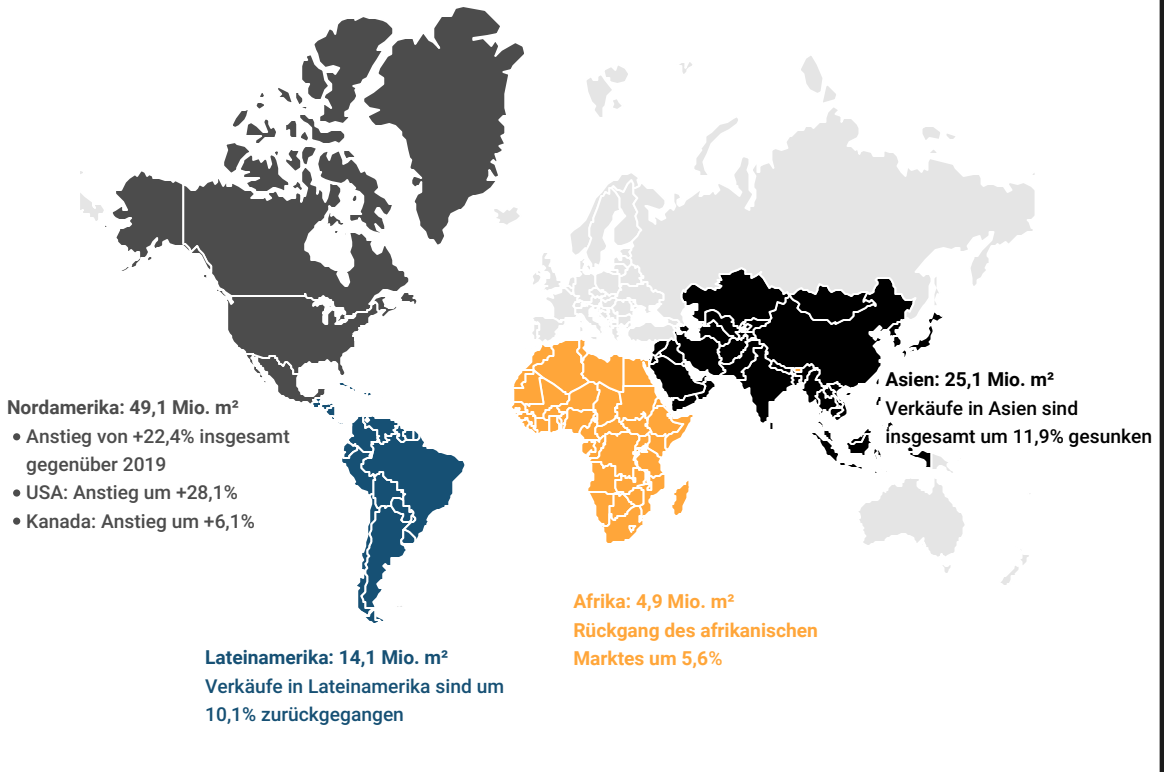 Nordamerika: 49,1 Mio. m²
• Anstieg von +22,4% insgesamt
gegenüber 2019
• USA: Anstieg um +28,1%
• Kanada: Anstieg um +6,1%
Asien: 25,1 Mio. m²
Verkäufe in Asien sind
insgesamt um 11,9% gesunken
Afrika: 4,9 Mio. m²
Rückgang des afrikanischen
Marktes um 5,6%
Lateinamerika: 14,1 Mio. m²
Verkäufe in Lateinamerika sind um
10,1% zurückgegangen